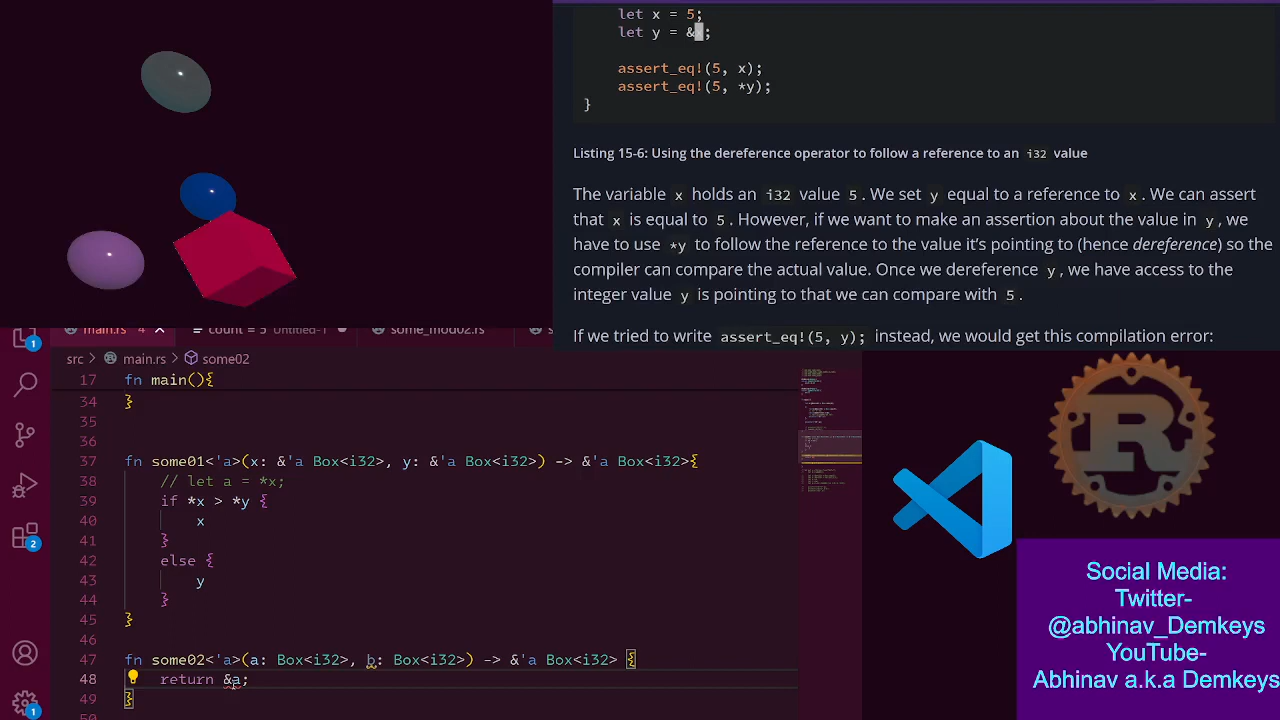 let x = 5;
let y = &;
assert_eq!(5, x);
assert_eq!(5, *y);
}
Listing 15-6: Using the dereference operator to follow a reference to an i32 value
The variable x holds an i32 value 5. We set y equal to a reference to x. We can assert
that x is equal to 5. However, if we want to make an assertion about the value in y, we
have to use *y to follow the reference to the value it's pointing to (hence dereference) so the
compiler can compare the actual value. Once we dereference y, we have access to the
integer value y is pointing to that we can compare with 5.
If we tried to write assert_eq!(5, y); instead, we would get this compilation error:
main.rs 4 count = 5 Untitled-1 some_mod02.rs
src > main.rs > some02
17 fn main(){
34 }
35
36
37 fn some01<'a>(x: &'a Box<i32>, y: &'a Box<i32>) -> &'a Box<i32>{
38 // let a = *x;
39 if *x > *y {
40 x
41 }
42 else {
43 y
44 }
45 }
46
47 fn some02<'a>(a: Box<i32>, b: Box<i32>) -> &'a Box<i32> {
48 return &a;
49 }
50
1
2
1
R
Social Media:
Twitter-
@abhinav_Demkeys
YouTube-
Abhinav a.k.a Demkeys